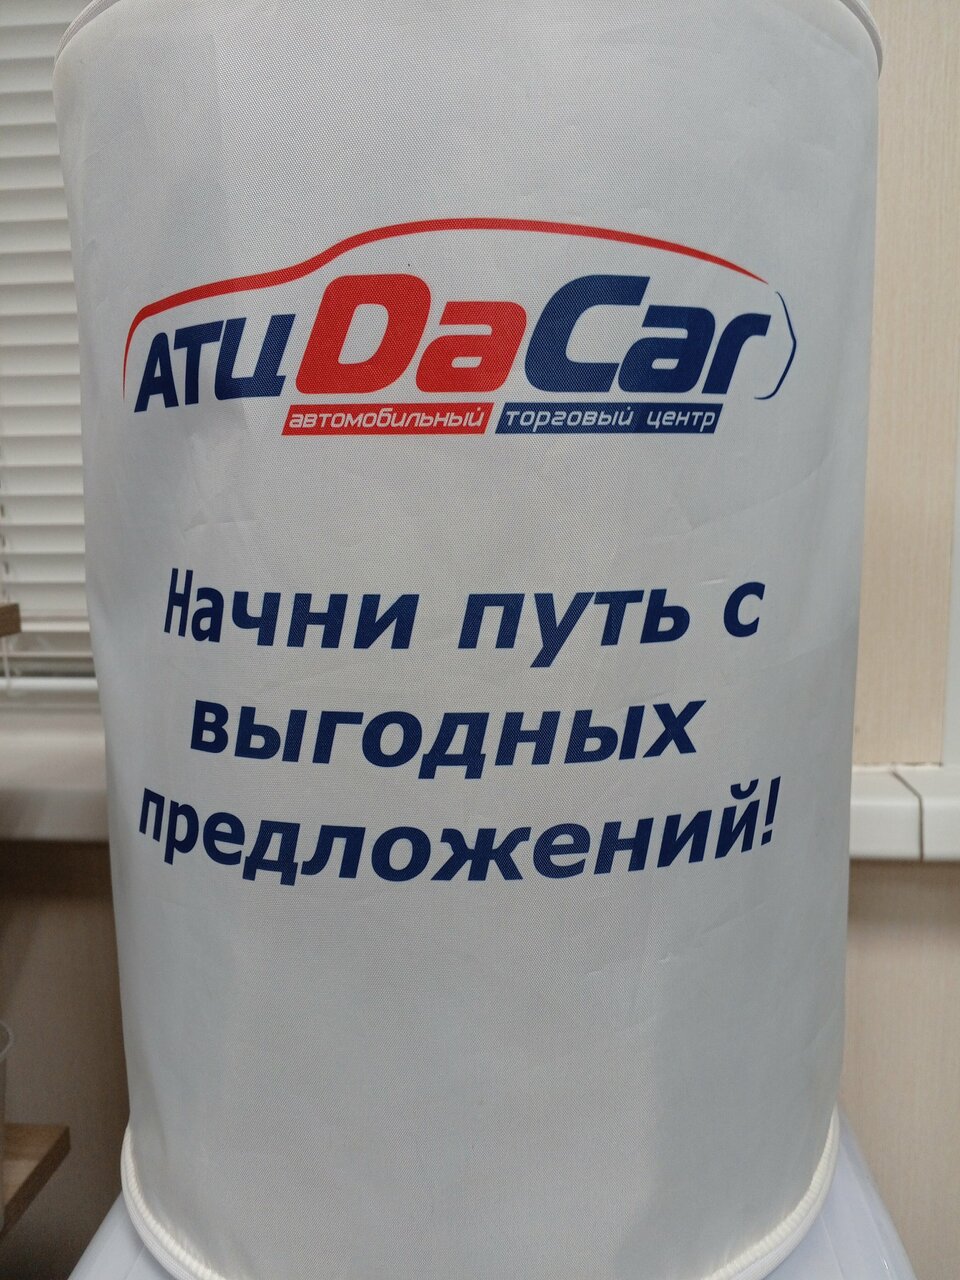 АТЦ DaCar
автомобильный торговый центр
Начни путь с
выгодных
предложений!